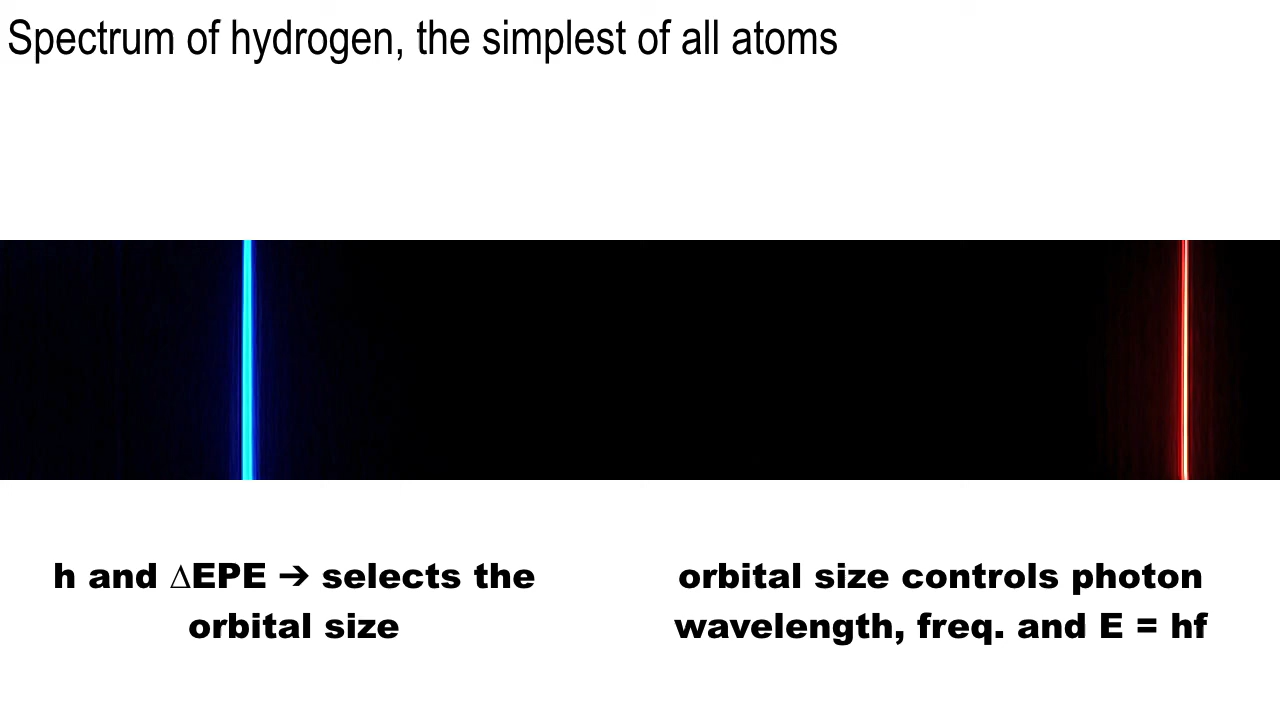 Spectrum of hydrogen, the simplest of all atoms
h and ∆EPE ➔ selects the
orbital size
orbital size controls photon
wavelength, freq. and E = hf